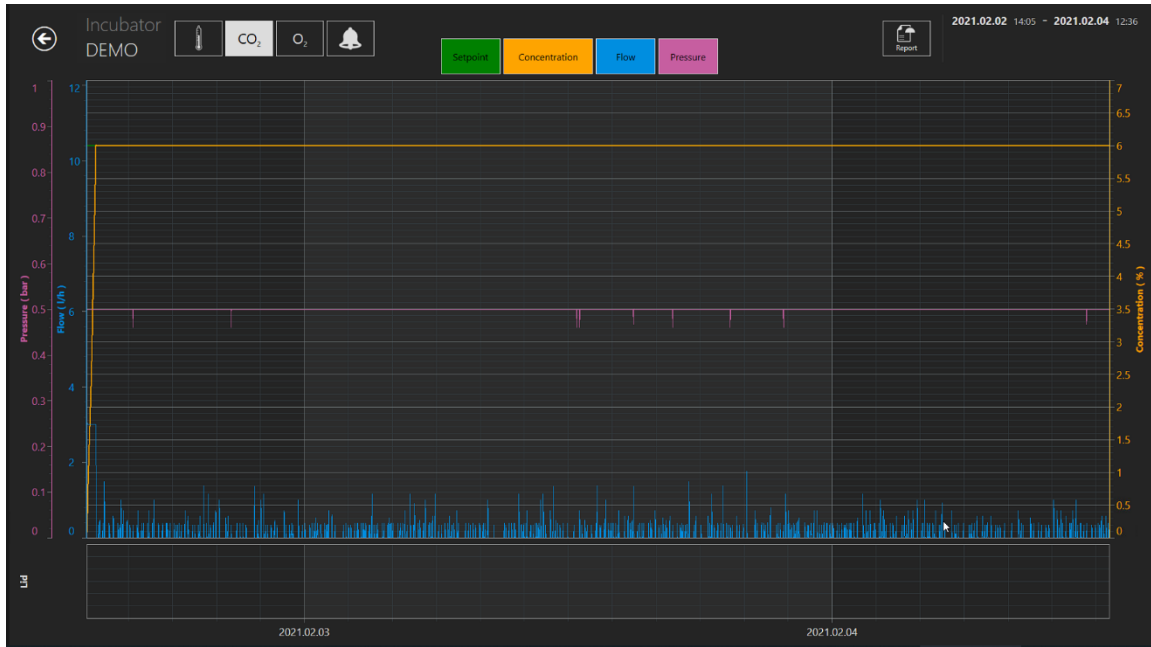 Incubator
DEMO
CO₂
O₂
Report
2021.02.02 14:05 - 2021.02.04 12:36
Setpoint
Concentration
Flow
Pressure
Pressure ( bar )
1
0.9
0.8
0.7
0.6
0.5
0.4
0.3
0.2
0.1
0
Flow ( l/h )
12
10
8
6
4
2
0
7
6.5
6
5.5
5
4.5
4
3.5
3
2.5
2
1.5
1
0.5
0
Concentration ( % )
Lid
2021.02.03
2021.02.04